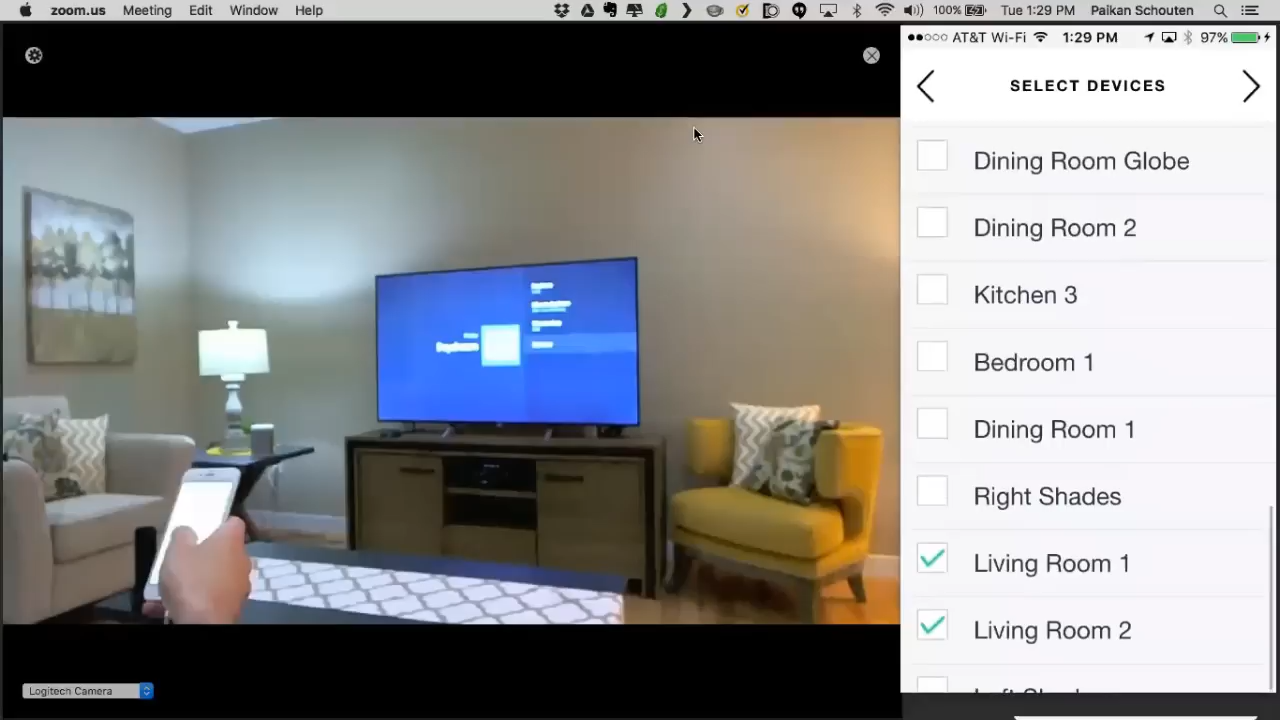 zoom.us Meeting Edit Window Help 100% Tue 1:29 PM Paikan Schouten
AT&T Wi-Fi 1:29 PM 97%
SELECT DEVICES
Dining Room Globe
Dining Room 2
Kitchen 3
Bedroom 1
Dining Room 1
Right Shades
Living Room 1
Living Room 2
Logitech Camera